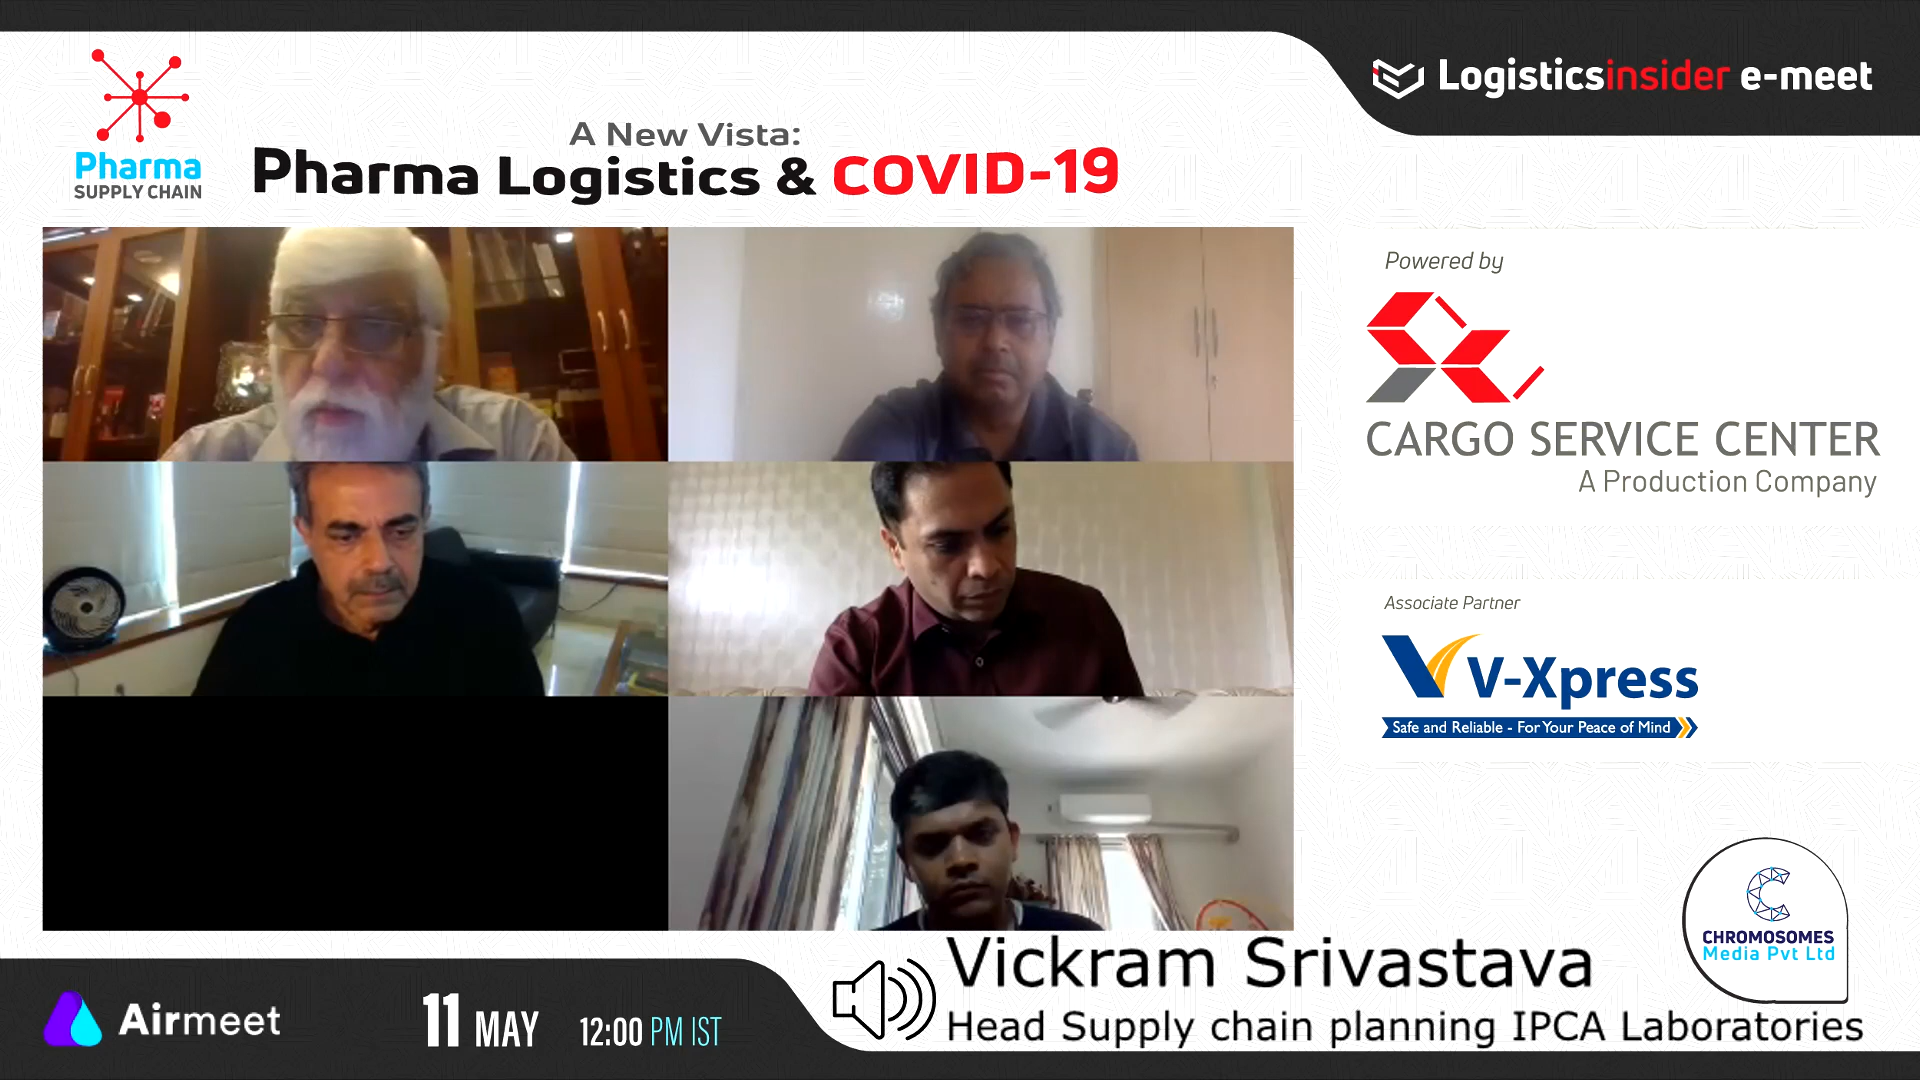 Logisticsinsider e-meet
A New Vista:
Pharma Logistics & COVID-19
Pharma
SUPPLY CHAIN
Powered by
CARGO SERVICE CENTER
A Production Company
Associate Partner
V-Xpress
Safe and Reliable - For Your Peace of Mind
CHROMOSOMES
Media Pvt Ltd
Vickram Srivastava
Head Supply chain planning IPCA Laboratories
Airmeet
11 MAY
12:00 PM IST